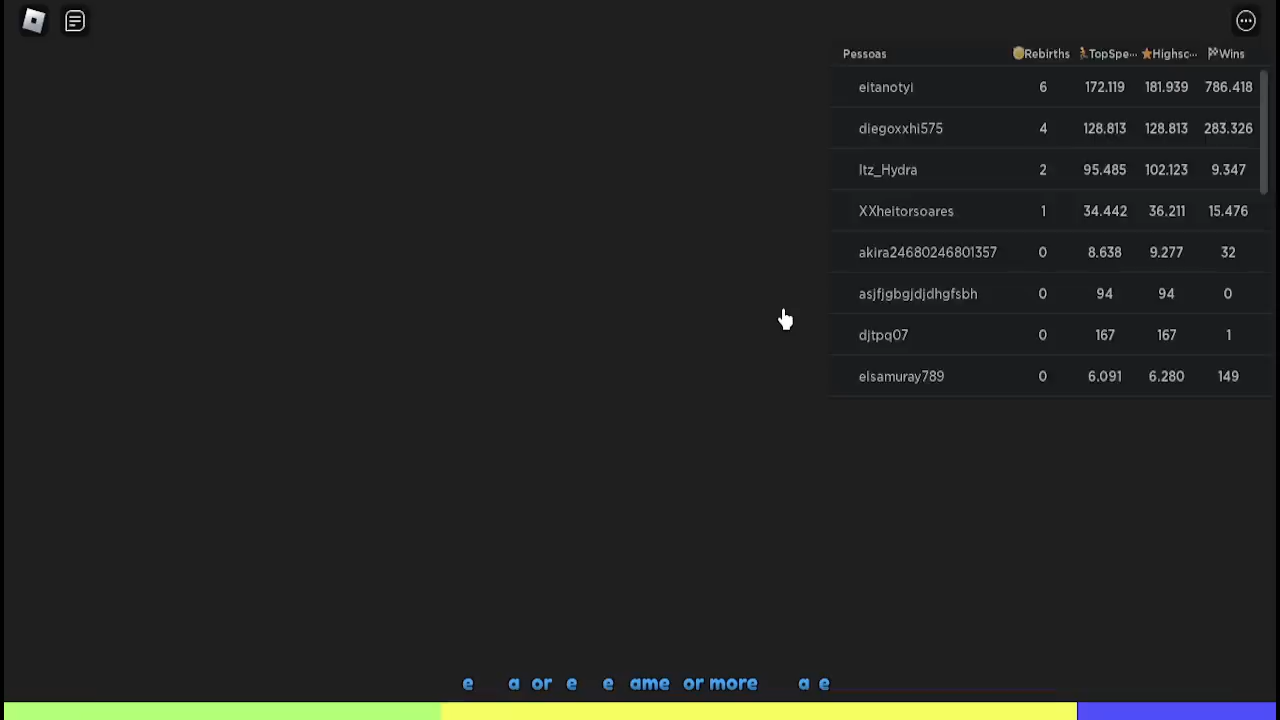 Pessoas Rebirths TopSpe... Highsc... Wins
eitanotyi 6 172.119 181.939 786.418
diegoxxhi575 4 128.813 128.813 283.326
Itz_Hydra 2 95.485 102.123 9.347
XXheitorsoares 1 34.442 36.211 15.476
akira24680246801357 0 8.638 9.277 32
asjfjgbgjdjdhgfsbh 0 94 94 0
djtpq07 0 167 167 1
elsamuray789 0 6.091 6.280 149
e a or e e ame or more a e